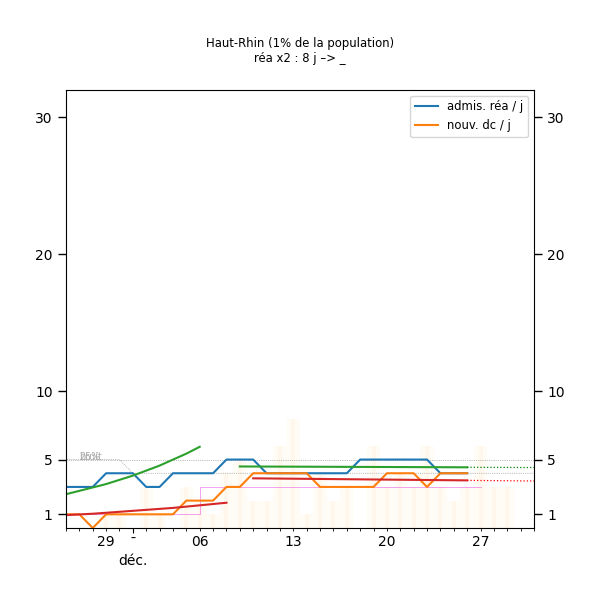 Haut-Rhin (1% de la population)
réa x2 : 8 j –> _
admis. réa / j
nouv. dc / j
30 30
20 20
10 10
5 5
1 1
29 - 06 13 20 27
déc.